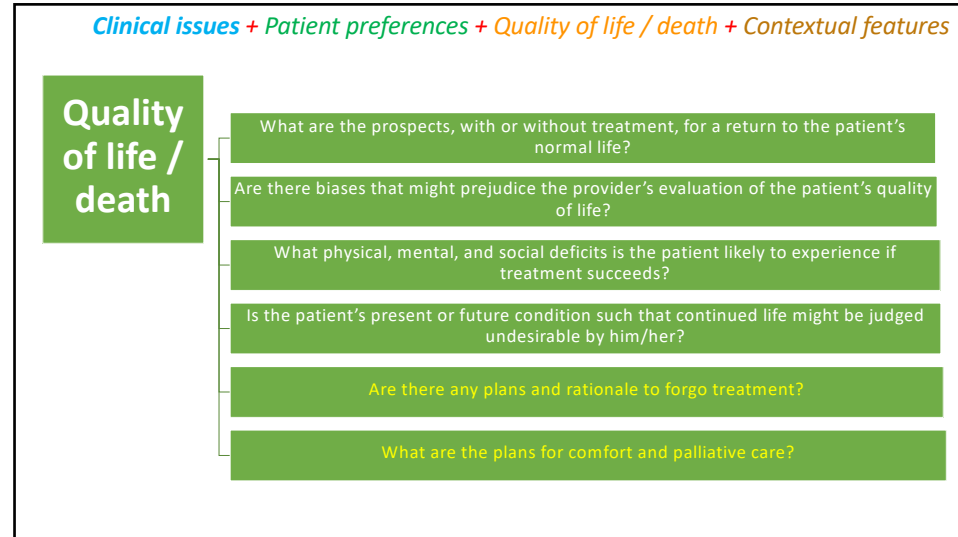 Clinical issues + Patient preferences + Quality of life / death + Contextual features
Quality
of life /
death
What are the prospects, with or without treatment, for a return to the patient's
normal life?
Are there biases that might prejudice the provider's evaluation of the patient's quality
of life?
What physical, mental, and social deficits is the patient likely to experience if
treatment succeeds?
Is the patient's present or future condition such that continued life might be judged
undesirable by him/her?
Are there any plans and rationale to forgo treatment?
What are the plans for comfort and palliative care?